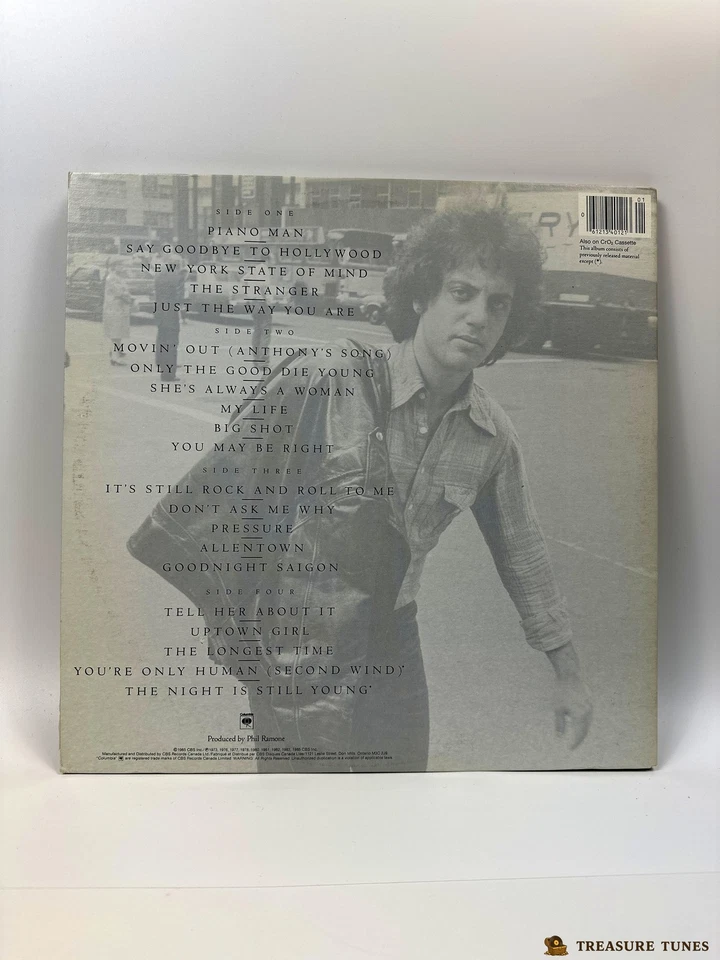 SIDE ONE
PIANO MAN
SAY GOODBYE TO HOLLYWOOD
NEW YORK STATE OF MIND
THE STRANGER
JUST THE WAY YOU ARE
SIDE TWO
MOVIN' OUT (ANTHONY'S SONG)
ONLY THE GOOD DIE YOUNG
SHE'S ALWAYS A WOMAN
MY LIFE
BIG SHOT
YOU MAY BE RIGHT
SIDE THREE
IT'S STILL ROCK AND ROLL TO ME
DON'T ASK ME WHY
PRESSURE
ALLENTOWN
GOODNIGHT SAIGON
SIDE FOUR
TELL HER ABOUT IT
UPTOWN GIRL
THE LONGEST TIME
YOU'RE ONLY HUMAN (SECOND WIND)*
THE NIGHT IS STILL YOUNG*
Produced by Phil Ramone
ERY
01
0
Also on CrO₂ Cassette
This album consists of
previously released material
except (*)
TREASURE TUNES